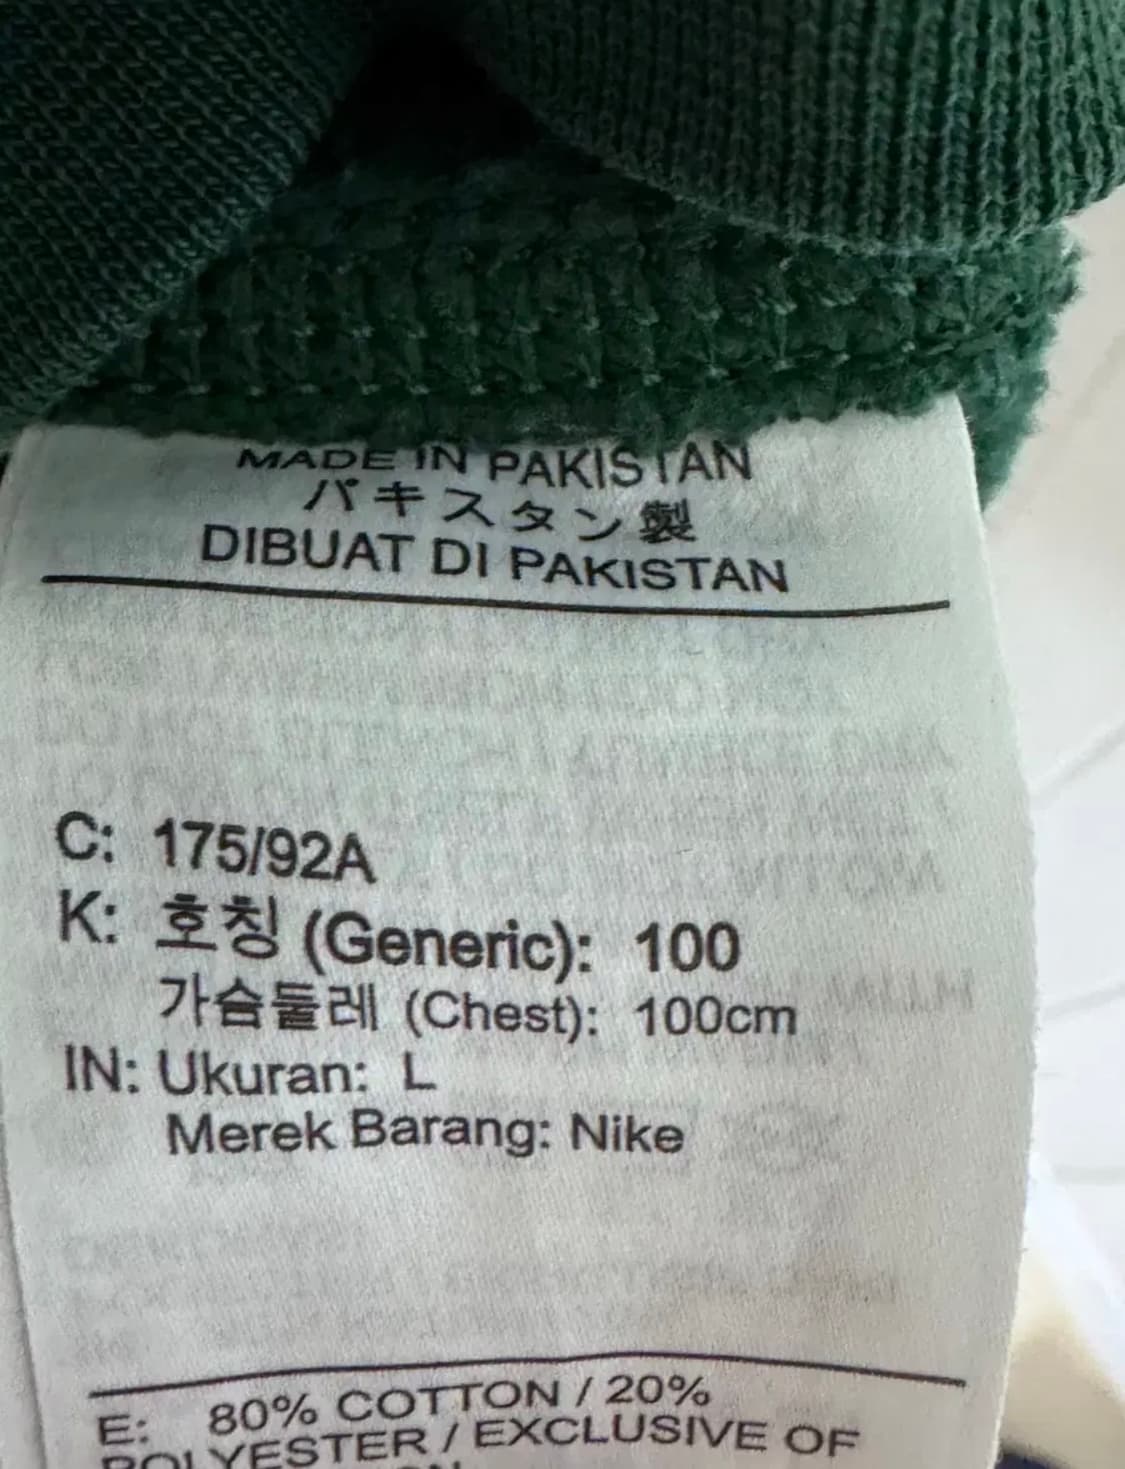 MADE IN PAKISTAN
パキスタン製
DIBUAT DI PAKISTAN
C: 175/92A
K: 호칭 (Generic): 100
가슴둘레 (Chest): 100cm
IN: Ukuran: L
Merek Barang: Nike
E: 80% COTTON / 20%
POLYESTER / EXCLUSIVE OF